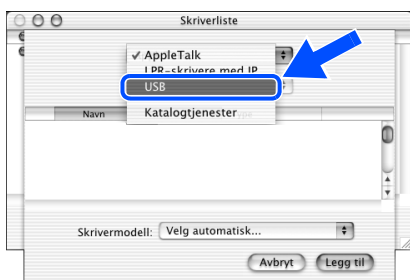 Skriverliste
✓ AppleTalk
LPR-skrivere med IP
USB
Katalogtjenester
Navn
Skrivermodell: Velg automatisk...
Avbryt Legg til